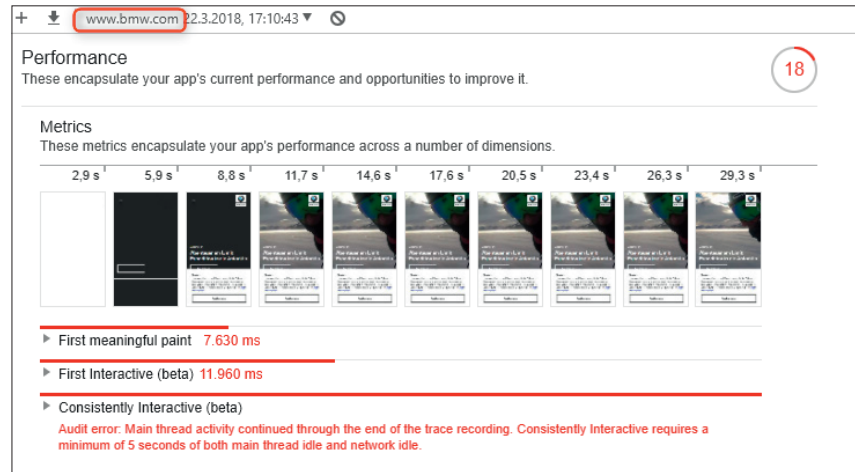 www.bmw.com 22.3.2018, 17:10:43
Performance
These encapsulate your app's current performance and opportunities to improve it.
18
Metrics
These metrics encapsulate your app's performance across a number of dimensions.
2,9 s 5,9 s 8,8 s 11,7 s 14,6 s 17,6 s 20,5 s 23,4 s 26,3 s 29,3 s
First meaningful paint 7.630 ms
First Interactive (beta) 11.960 ms
Consistently Interactive (beta)
Audit error: Main thread activity continued through the end of the trace recording. Consistently Interactive requires a
minimum of 5 seconds of both main thread idle and network idle.